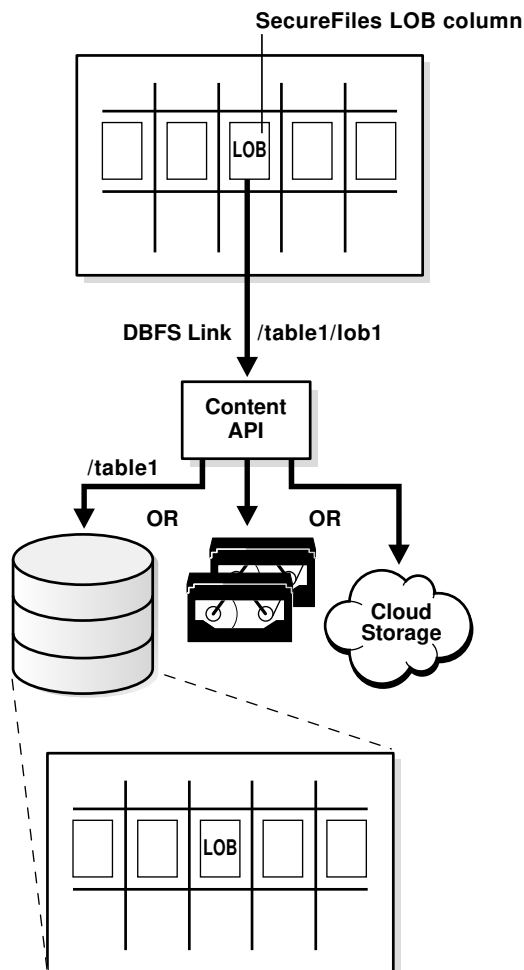 SecureFiles LOB column
LOB
DBFS Link /table1/lob1
Content
API
/table1
OR
OR
Cloud
Storage
LOB